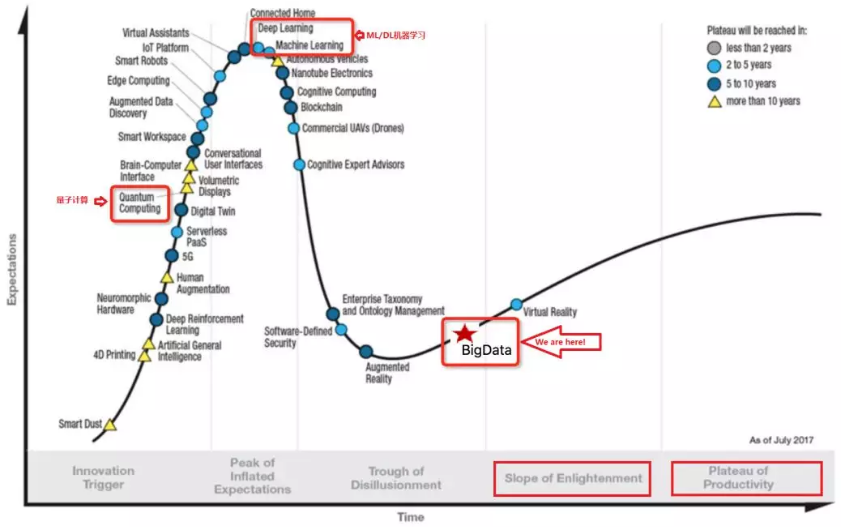 Connected Home
Deep Learning
Machine Learning
ML/DL机器学习
Virtual Assistants
IoT Platform
Smart Robots
Edge Computing
Augmented Data
Discovery
Smart Workspace
Brain-Computer
Interface
量子计算
Quantum
Computing
Autonomous Vehicles
Nanotube Electronics
Cognitive Computing
Blockchain
Commercial UAVs (Drones)
Cognitive Expert Advisors
Conversational
User Interfaces
Volumetric
Displays
Digital Twin
Serverless
PaaS
5G
Human
Augmentation
Neuromorphic
Hardware
Deep Reinforcement
Learning
Artificial General
Intelligence
4D Printing
Smart Dust
Enterprise Taxonomy
and Ontology Management
Software-Defined
Security
Augmented
Reality
BigData
We are here!
Virtual Reality
Plateau will be reached in:
less than 2 years
2 to 5 years
5 to 10 years
more than 10 years
As of July 2017
Expectations
Innovation
Trigger
Peak of
Inflated
Expectations
Trough of
Disillusionment
Slope of Enlightenment
Plateau of
Productivity
Time